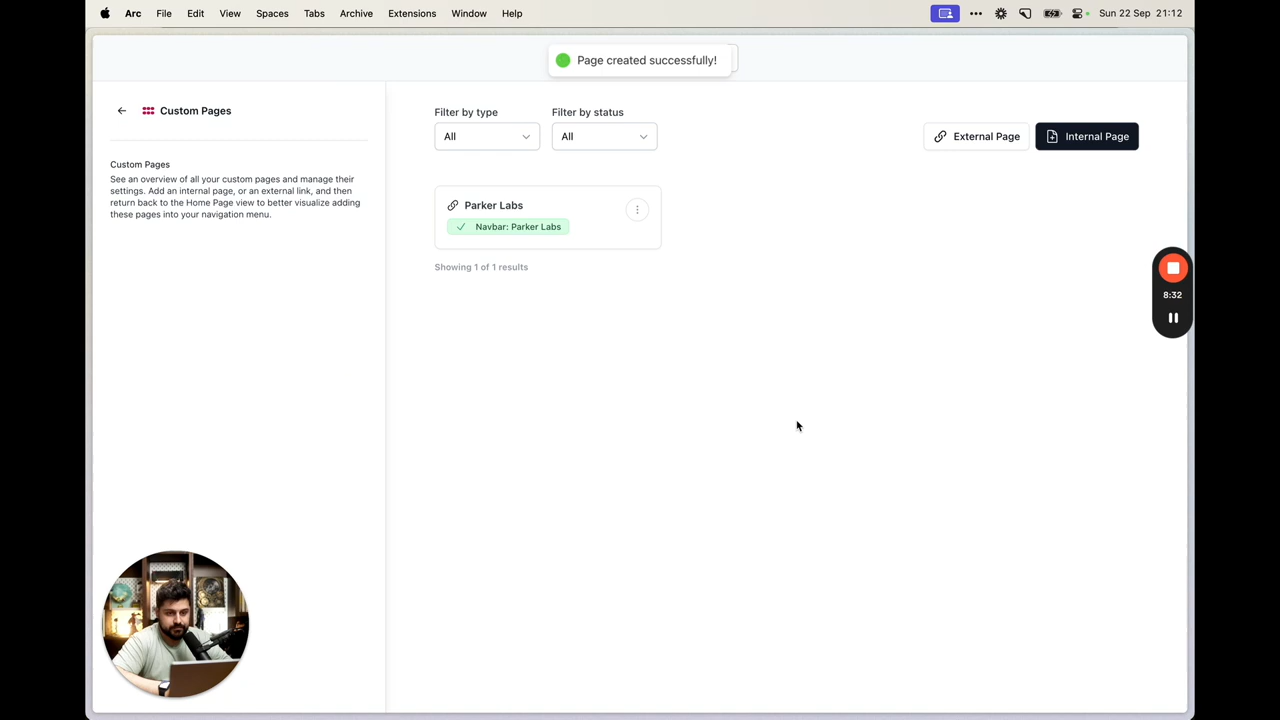 Arc File Edit View Spaces Tabs Archive Extensions Window Help
Sun 22 Sep 21:12
Page created successfully!
Custom Pages
Custom Pages
See an overview of all your custom pages and manage their
settings. Add an internal page, or an external link, and then
return back to the Home Page view to better visualize adding
these pages into your navigation menu.
Filter by type
All
Filter by status
All
External Page
Internal Page
Parker Labs
Navbar: Parker Labs
Showing 1 of 1 results
8:32